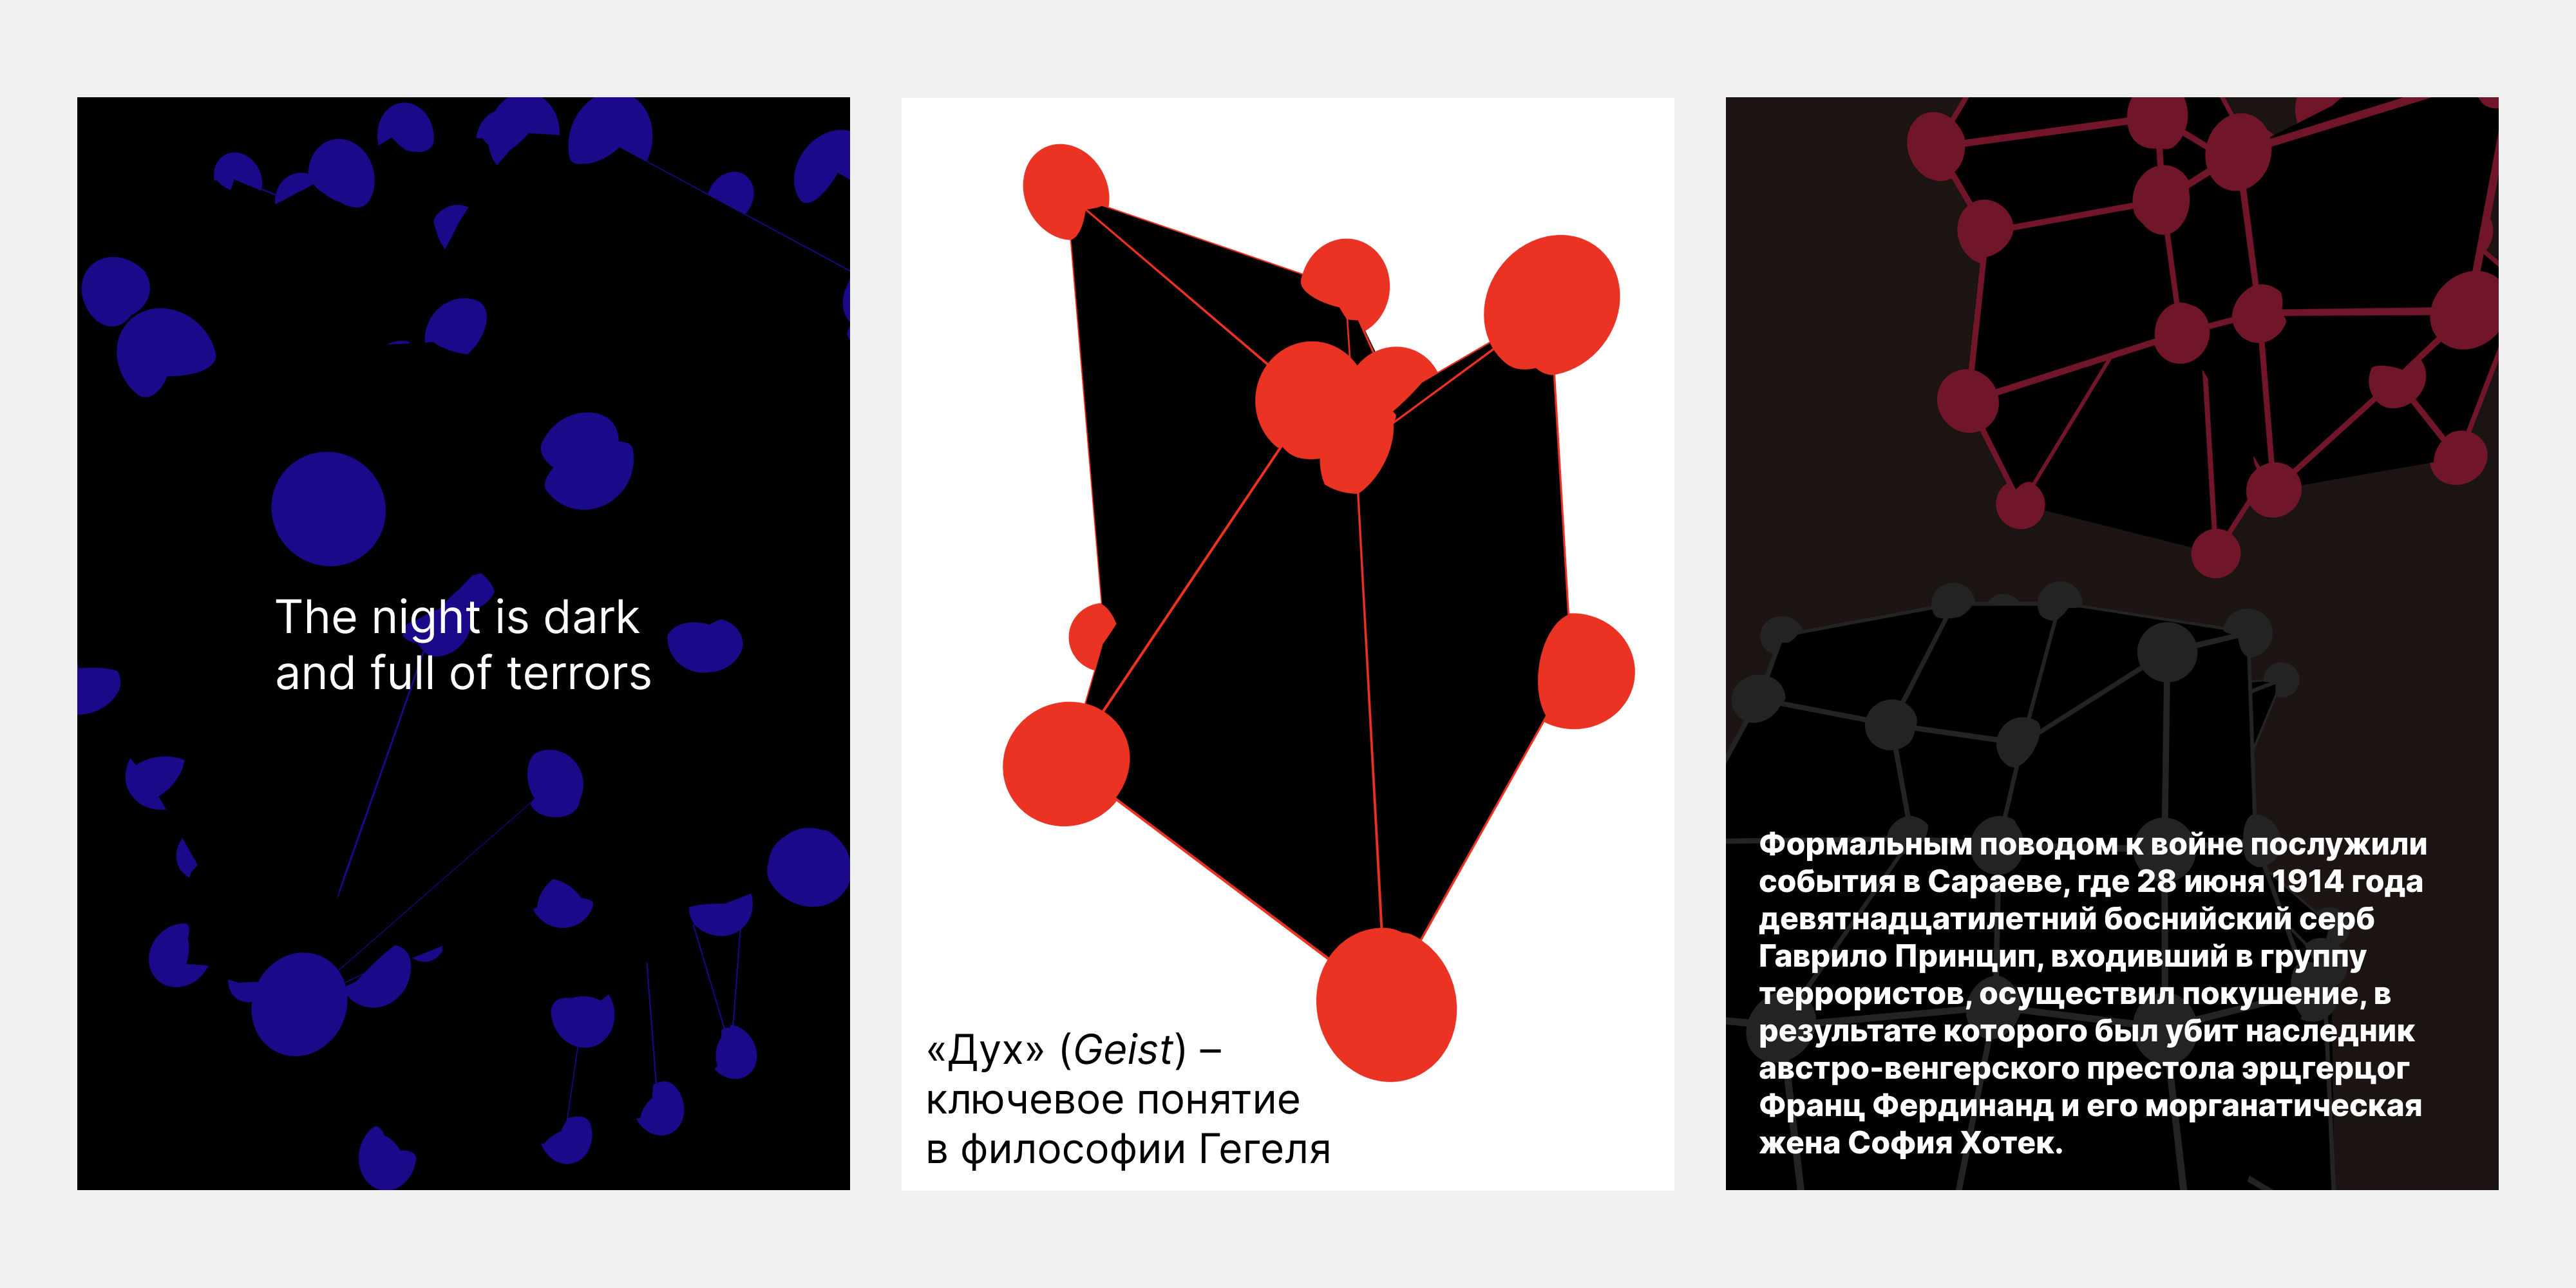 The night is dark
and full of terrors
«Дух» (Geist) –
ключевое понятие
в философии Гегеля
Формальным поводом к войне послужили
события в Сараеве, где 28 июня 1914 года
девятнадцатилетний боснийский серб
Гаврило Принцип, входивший в группу
террористов, осуществил покушение, в
результате которого был убит наследник
австро-венгерского престола эрцгерцог
Франц Фердинанд и его морганатическая
жена София Хотек.